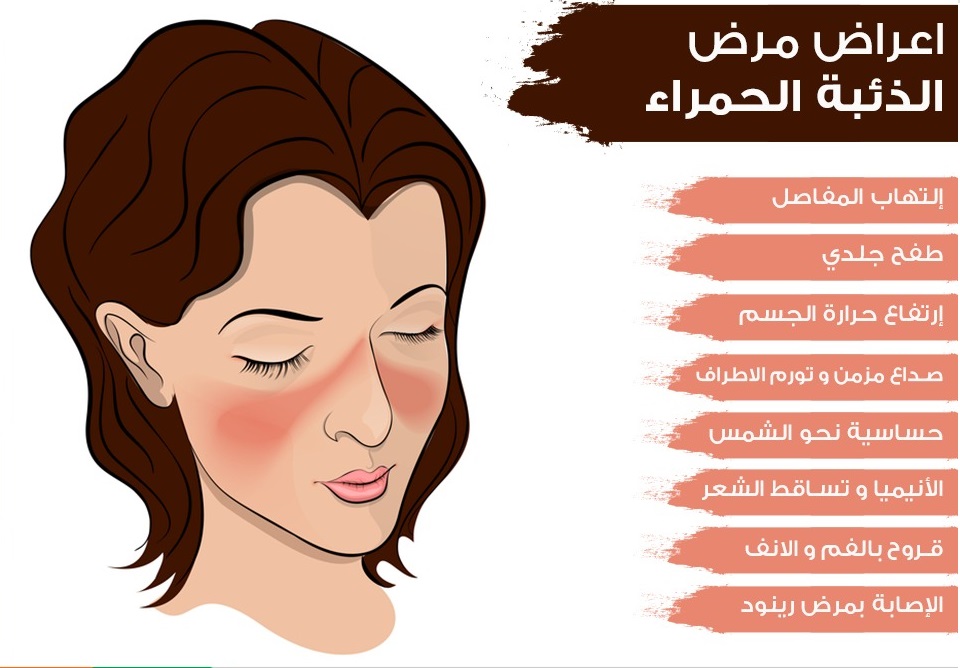 اعراض مرض
الذئبة الحمراء
إلتهاب المفاصل
طفح جلدي
إرتفاع حرارة الجسم
صداع مزمن و تورم الاطراف
حساسية نحو الشمس
الأنيميا و تساقط الشعر
قروح بالفم و الانف
الإصابة بمرض رينود